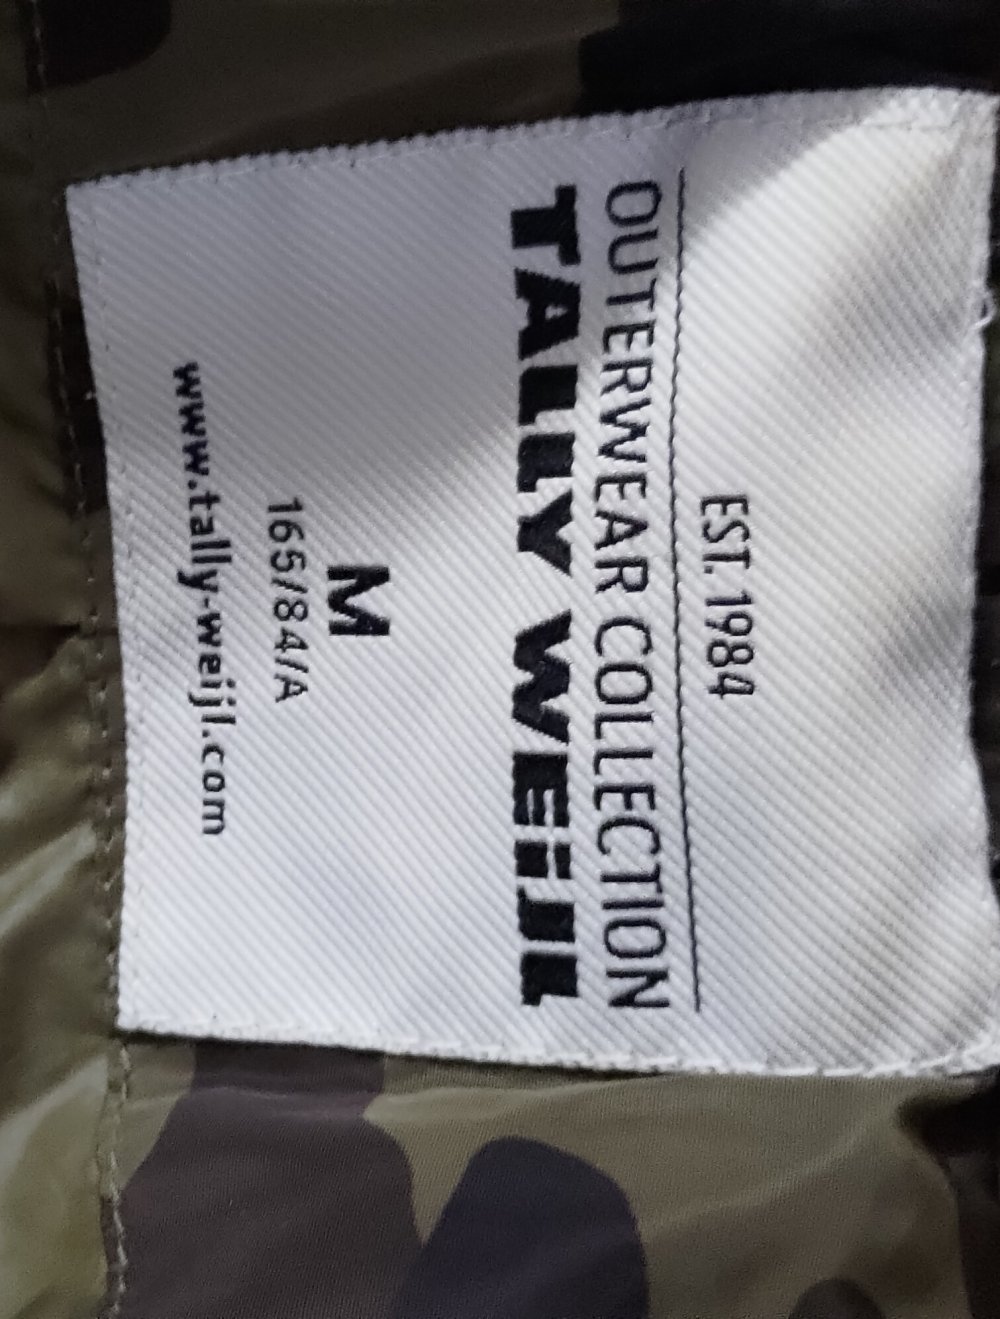 EST. 1984
OUTERWEAR COLLECTION
TALLY WEiJL
M
165/84/A
www.tally-weijl.com